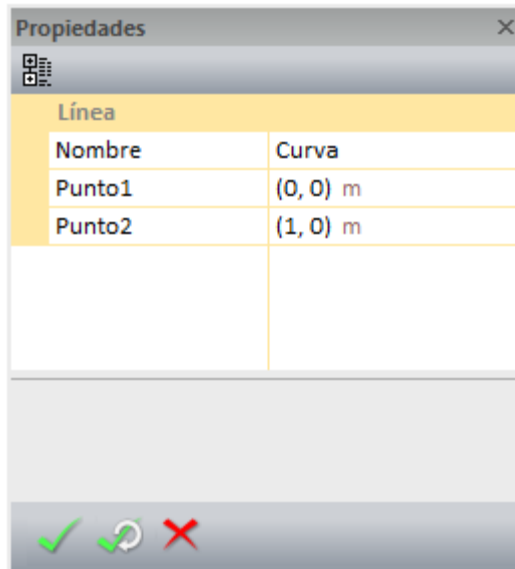 Propiedades
Línea
Nombre Curva
Punto1 (0, 0) m
Punto2 (1, 0) m